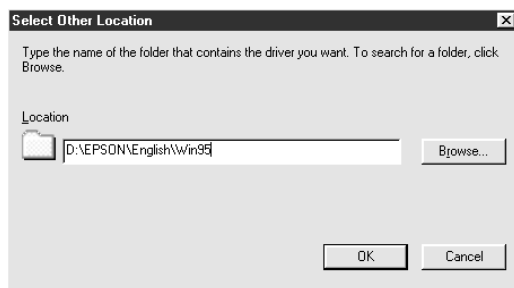 Select Other Location
Type the name of the folder that contains the driver you want. To search for a folder, click
Browse.
Location
D:\EPSON\English\Win95
Browse...
OK
Cancel